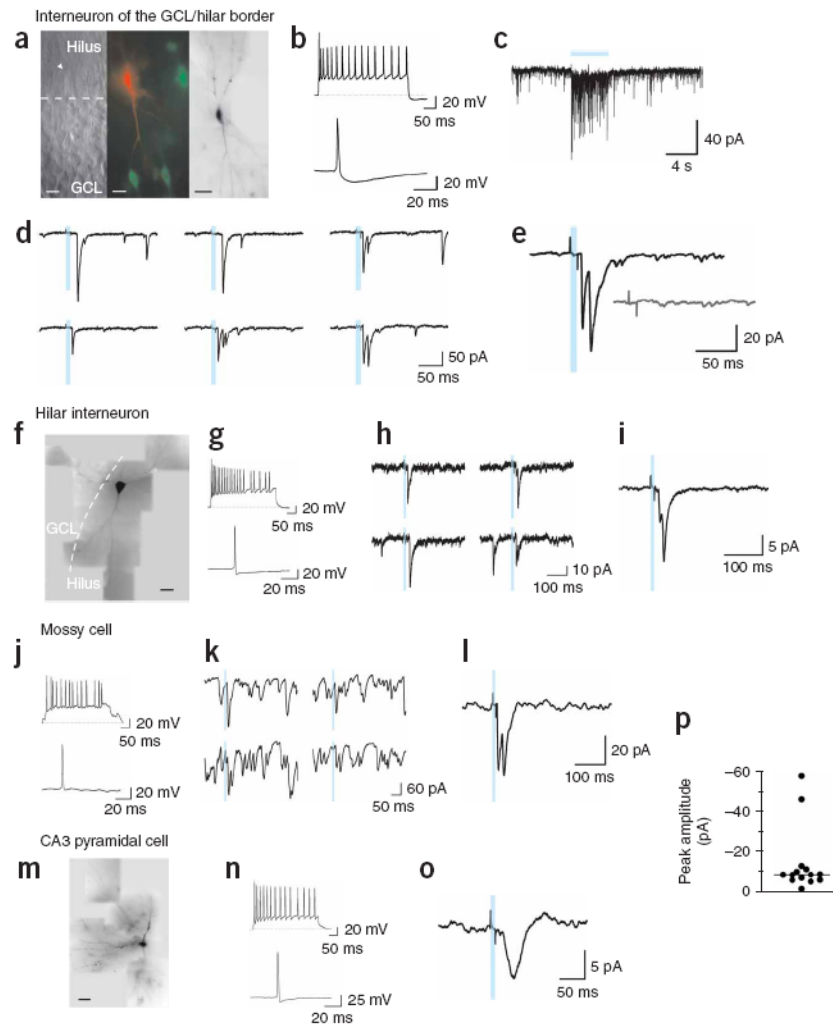 Interneuron of the GCL/hilar border
a
Hilus
GCL
b
20 mV
50 ms
20 mV
20 ms
c
40 pA
4 s
d
50 pA
50 ms
e
20 pA
50 ms
Hilar interneuron
f
GCL
Hilus
g
20 mV
50 ms
20 mV
20 ms
h
10 pA
100 ms
i
5 pA
100 ms
Mossy cell
j
20 mV
50 ms
20 mV
20 ms
k
60 pA
50 ms
l
20 pA
100 ms
p
Peak amplitude
(pA)
–60
–40
–20
0
CA3 pyramidal cell
m
n
20 mV
50 ms
25 mV
20 ms
o
5 pA
50 ms